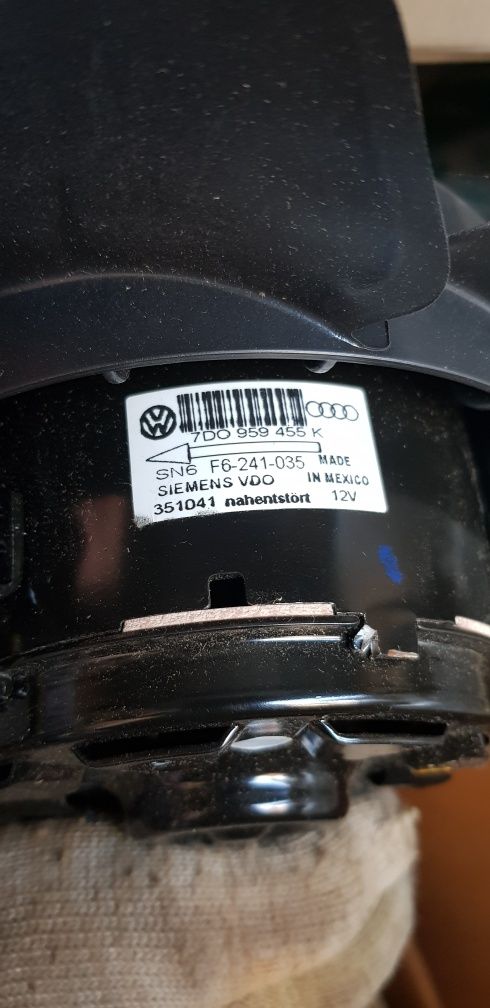 7D0 959 455 K
SN6 F6-241-035 MADE
SIEMENS VDO IN MEXICO
351041 nahentstört 12V